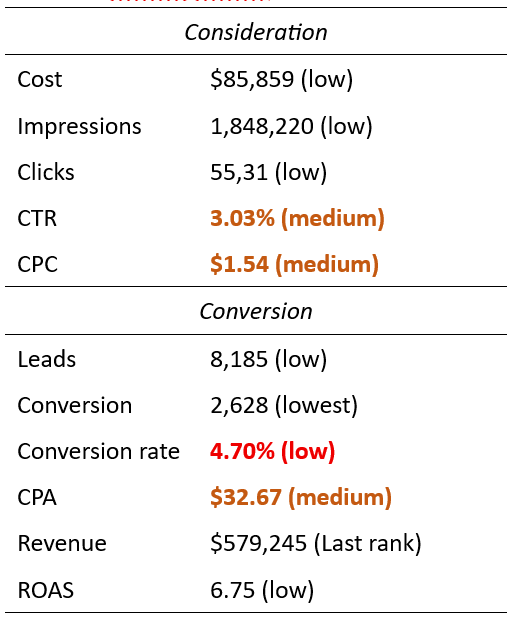 Consideration
Cost $85,859 (low)
Impressions 1,848,220 (low)
Clicks 55,31 (low)
CTR 3.03% (medium)
CPC $1.54 (medium)
Conversion
Leads 8,185 (low)
Conversion 2,628 (lowest)
Conversion rate 4.70% (low)
CPA $32.67 (medium)
Revenue $579,245 (Last rank)
ROAS 6.75 (low)